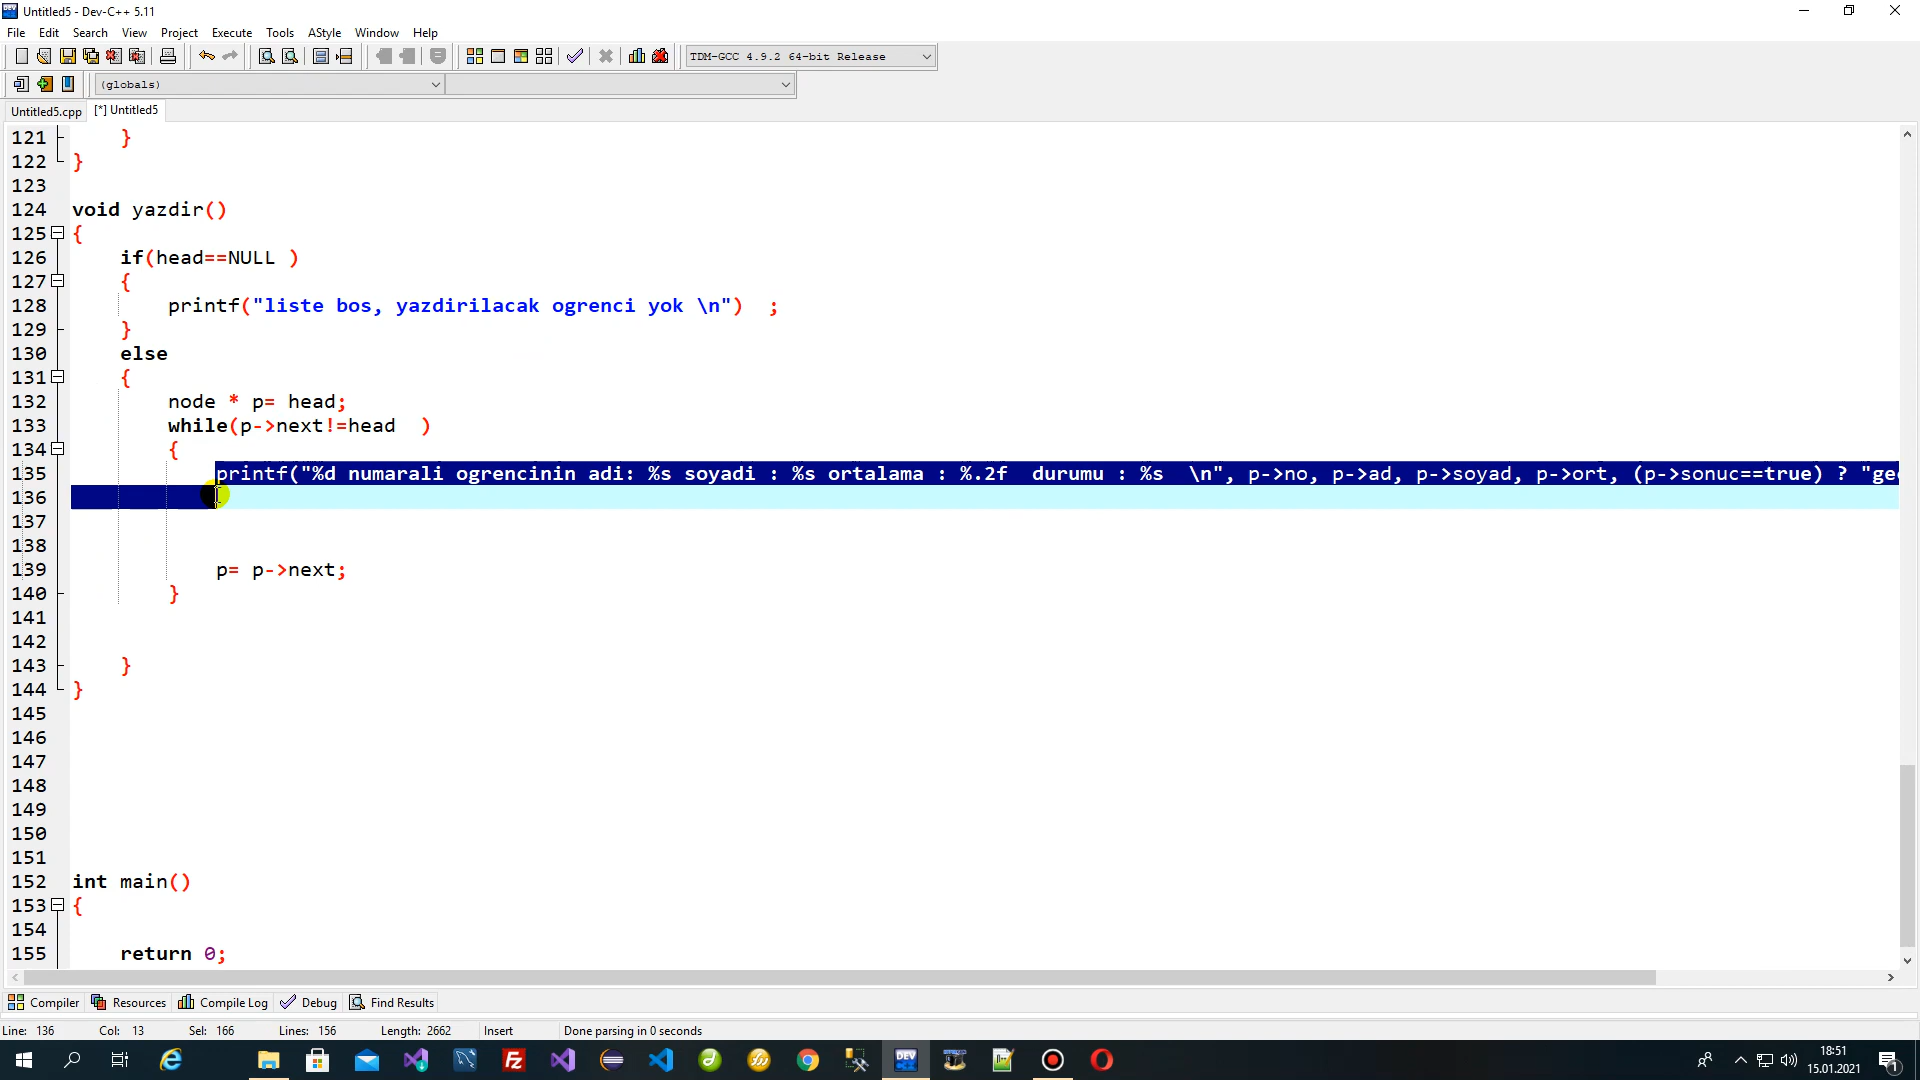 Untitled5 - Dev-C++ 5.11
File Edit Search View Project Execute Tools AStyle Window Help
TDM-GCC 4.9.2 64-bit Release
(globals)
Untitled5.cpp [*] Untitled5
121 }
122 }
123
124 void yazdir()
125 {
126 if(head==NULL )
127 {
128 printf("liste bos, yazdirilacak ogrenci yok \n")  ;
129 }
130 else
131 {
132 node * p= head;
133 while(p->next!=head  )
134 {
135 printf("%d numarali ogrencinin adi: %s soyadi : %s ortalama : %.2f  durumu : %s  \n", p->no, p->ad, p->soyad, p->ort, (p->sonuc==true) ? "gec
136
137
138
139 p= p->next;
140 }
141
142
143 }
144 }
145
146
147
148
149
150
151
152 int main()
153 {
154
155 return 0;
Compiler Resources Compile Log Debug Find Results
Line: 136 Col: 13 Sel: 166 Lines: 156 Length: 2662 Insert Done parsing in 0 seconds
DEV
18:51
15.01.2021
1